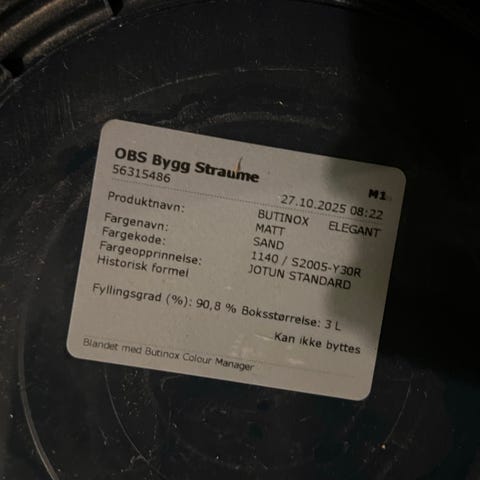 OBS Bygg Straume M1
56315486 27.10.2025 08:22
Produktnavn: BUTINOX ELEGANT
MATT
Fargenavn: SAND
Fargekode: 1140 / S2005-Y30R
Fargeopprinnelse: JOTUN STANDARD
Historisk formel
Fyllingsgrad (%): 90,8 % Boksstørrelse: 3 L
Kan ikke byttes
Blandet med Butinox Colour Manager